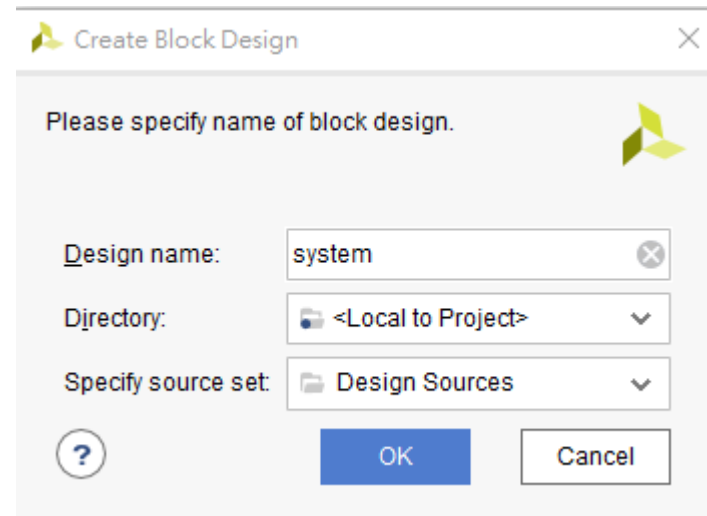 Create Block Design
Please specify name of block design.
Design name: system
Directory: <Local to Project>
Specify source set: Design Sources
? OK Cancel